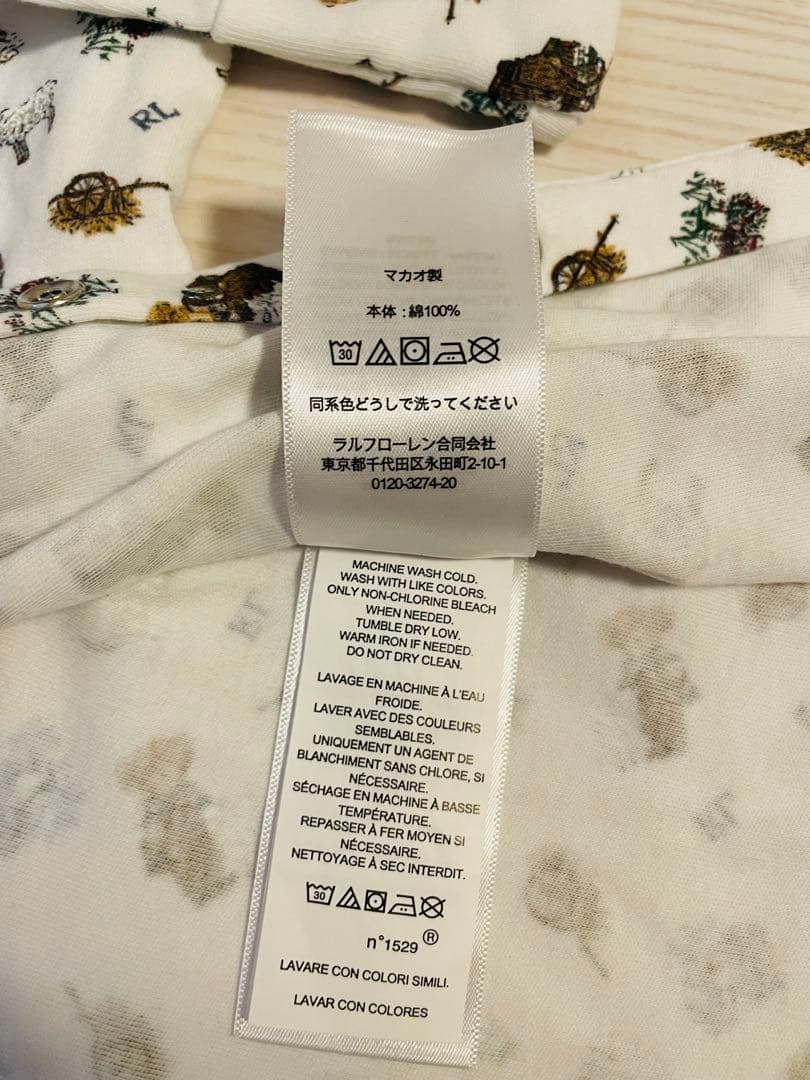 RL
マカオ製
本体 : 綿100%
30
同系色どうしで洗ってください
ラルフローレン合同会社
東京都千代田区永田町2-10-1
0120-3274-20
MACHINE WASH COLD.
WASH WITH LIKE COLORS.
ONLY NON-CHLORINE BLEACH
WHEN NEEDED.
TUMBLE DRY LOW.
WARM IRON IF NEEDED.
DO NOT DRY CLEAN.
LAVAGE EN MACHINE À L'EAU
FROIDE.
LAVER AVEC DES COULEURS
SEMBLABLES.
UNIQUEMENT UN AGENT DE
BLANCHIMENT SANS CHLORE, SI
NÉCESSAIRE.
SÉCHAGE EN MACHINE À BASSE
TEMPÉRATURE.
REPASSER À FER MOYEN SI
NÉCESSAIRE.
NETTOYAGE À SEC INTERDIT.
30
n°1529 ®
LAVARE CON COLORI SIMILI.
LAVAR CON COLORES